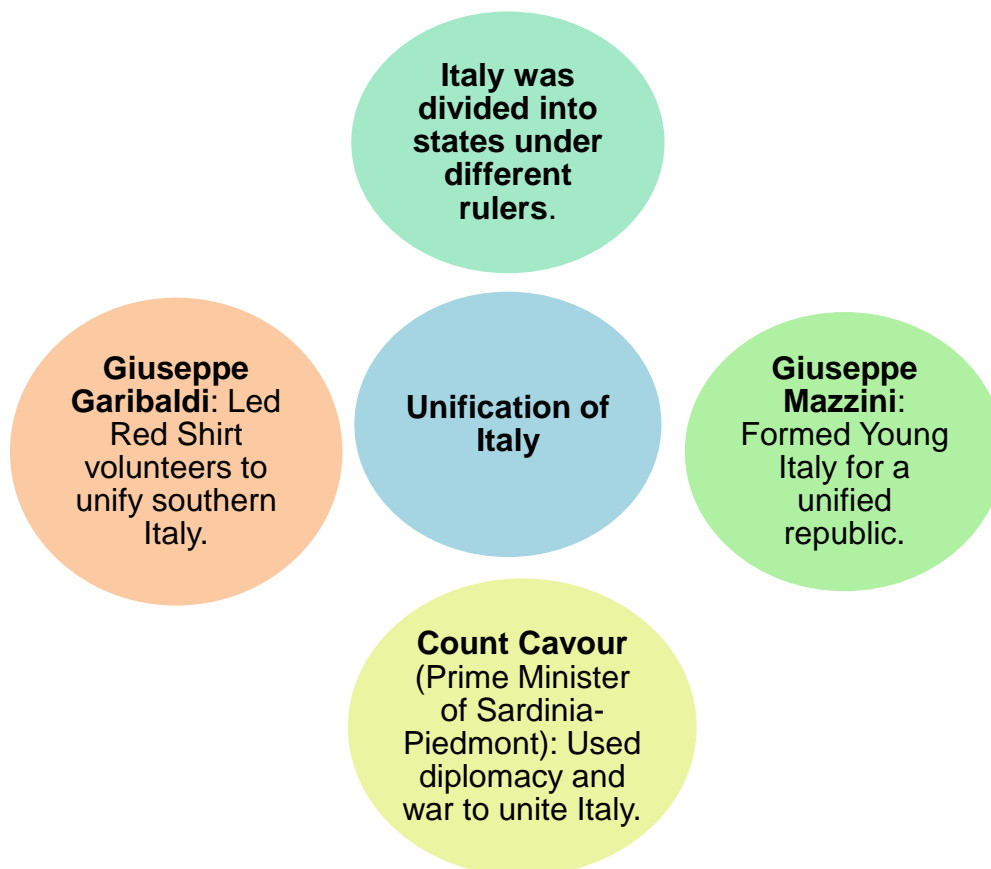 Italy was
divided into
states under
different
rulers.
Giuseppe
Garibaldi: Led
Red Shirt
volunteers to
unify southern
Italy.
Unification of
Italy
Giuseppe
Mazzini:
Formed Young
Italy for a
unified
republic.
Count Cavour
(Prime Minister
of Sardinia-
Piedmont): Used
diplomacy and
war to unite Italy.